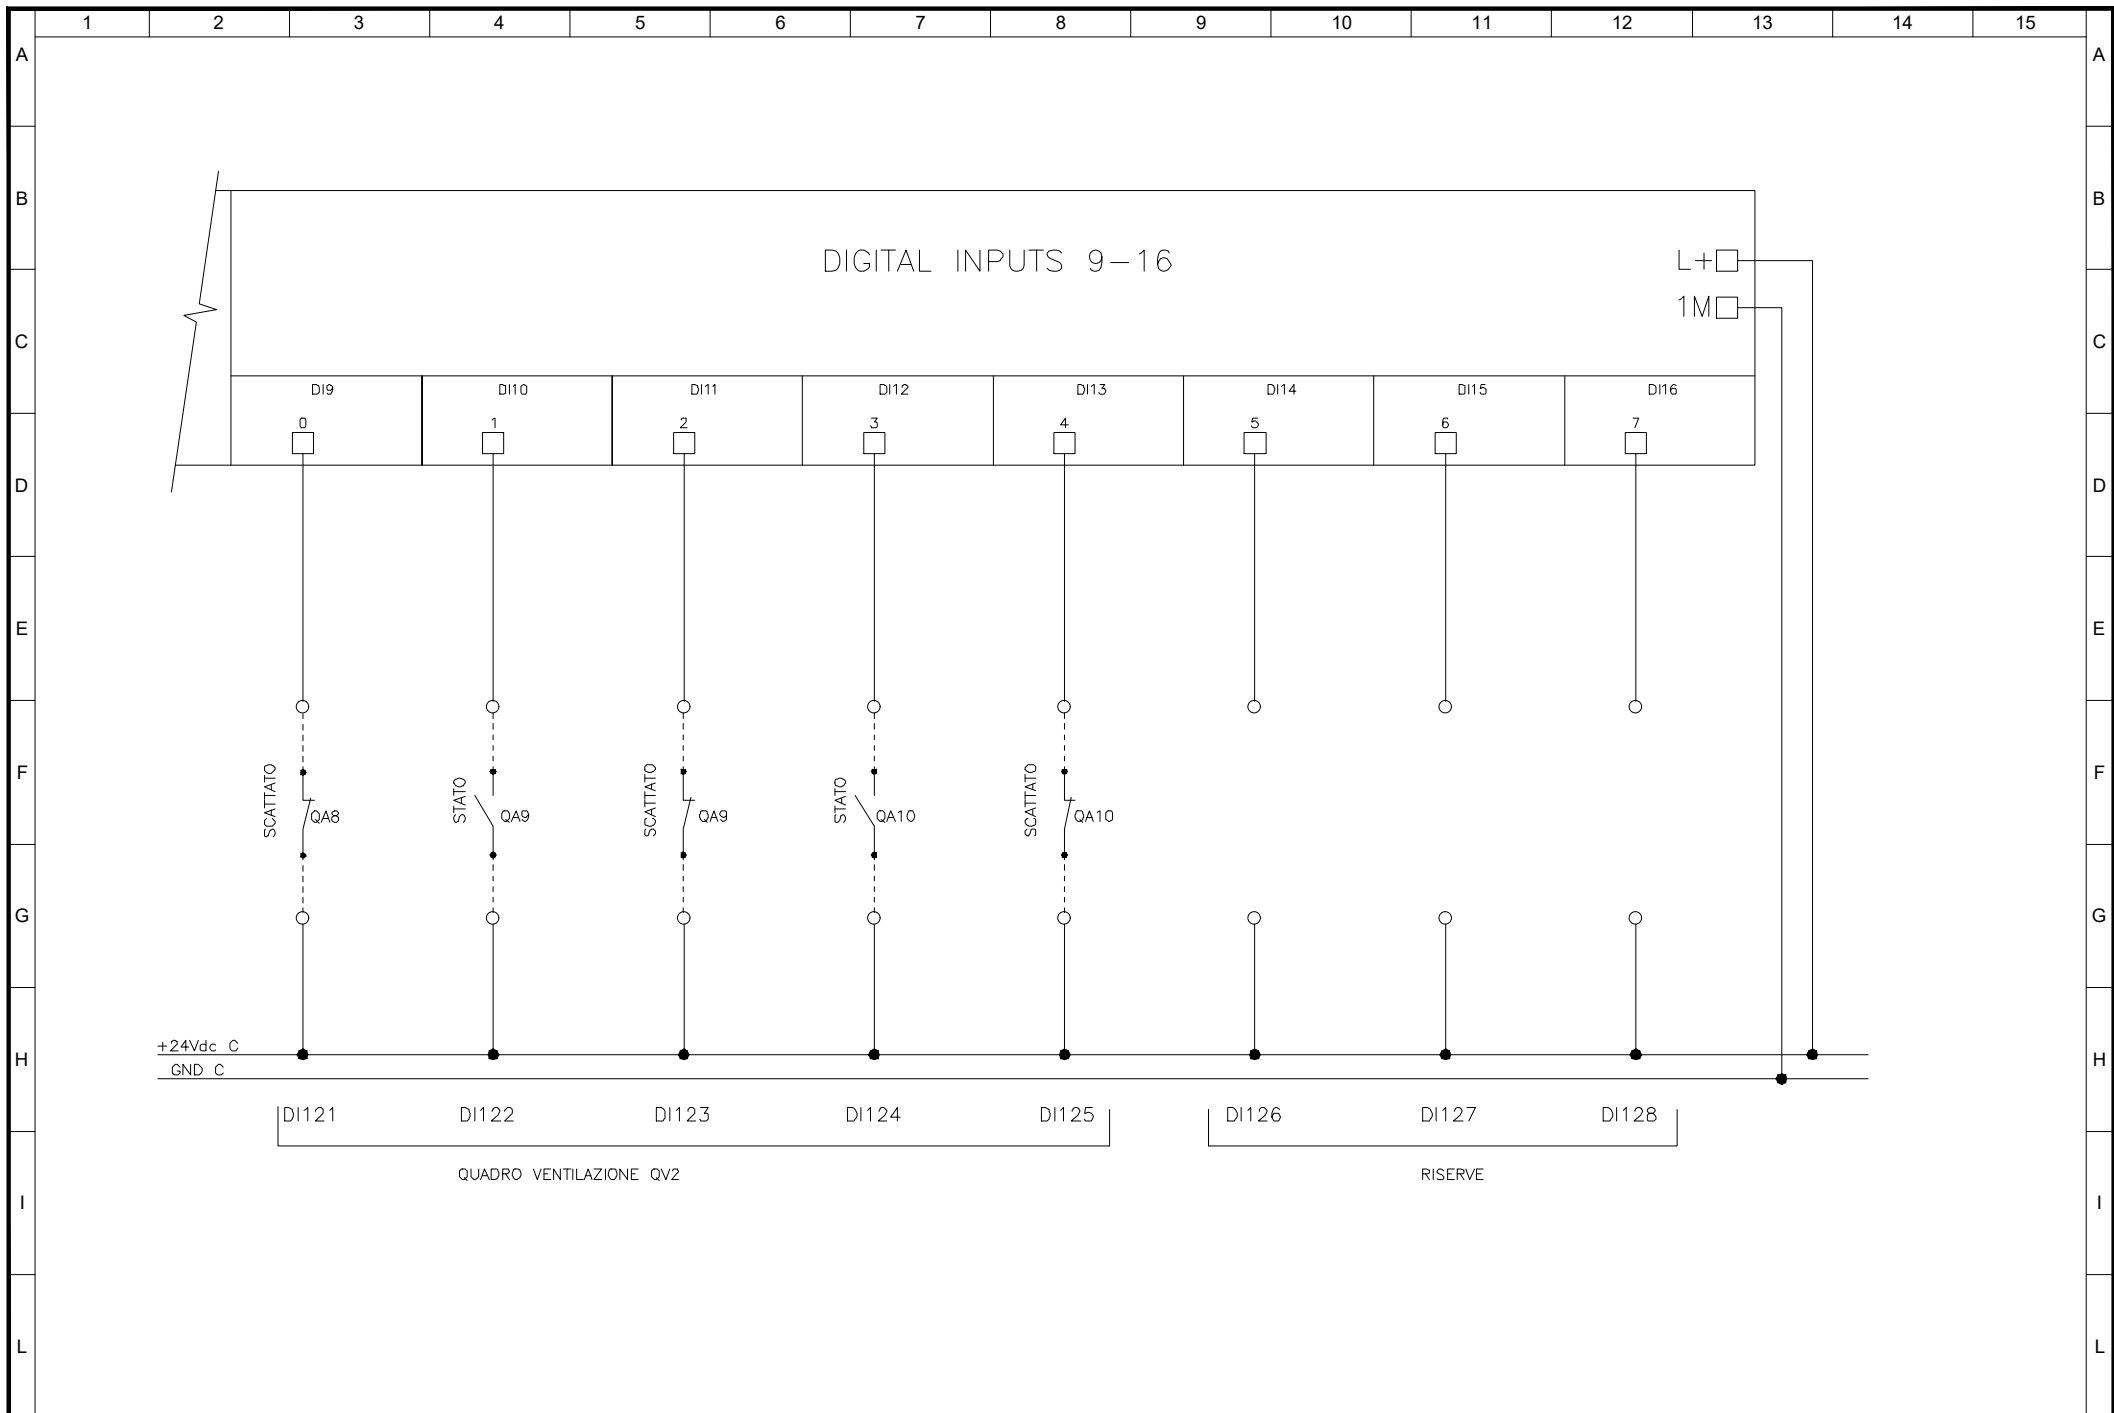 1 2 3 4 5 6 7 8 9 10 11 12 13 14 15
A A
B B
DIGITAL INPUTS 9-16 L+
1M
C C
DI9 DI10 DI11 DI12 DI13 DI14 DI15 DI16
0 1 2 3 4 5 6 7
D D
E E
F F
SCATTATO STATO SCATTATO STATO SCATTATO
QA8 QA9 QA9 QA10 QA10
G G
+24Vdc C
H H
GND C
DI121 DI122 DI123 DI124 DI125 DI126 DI127 DI128
QUADRO VENTILAZIONE QV2 RISERVE
I I
L L